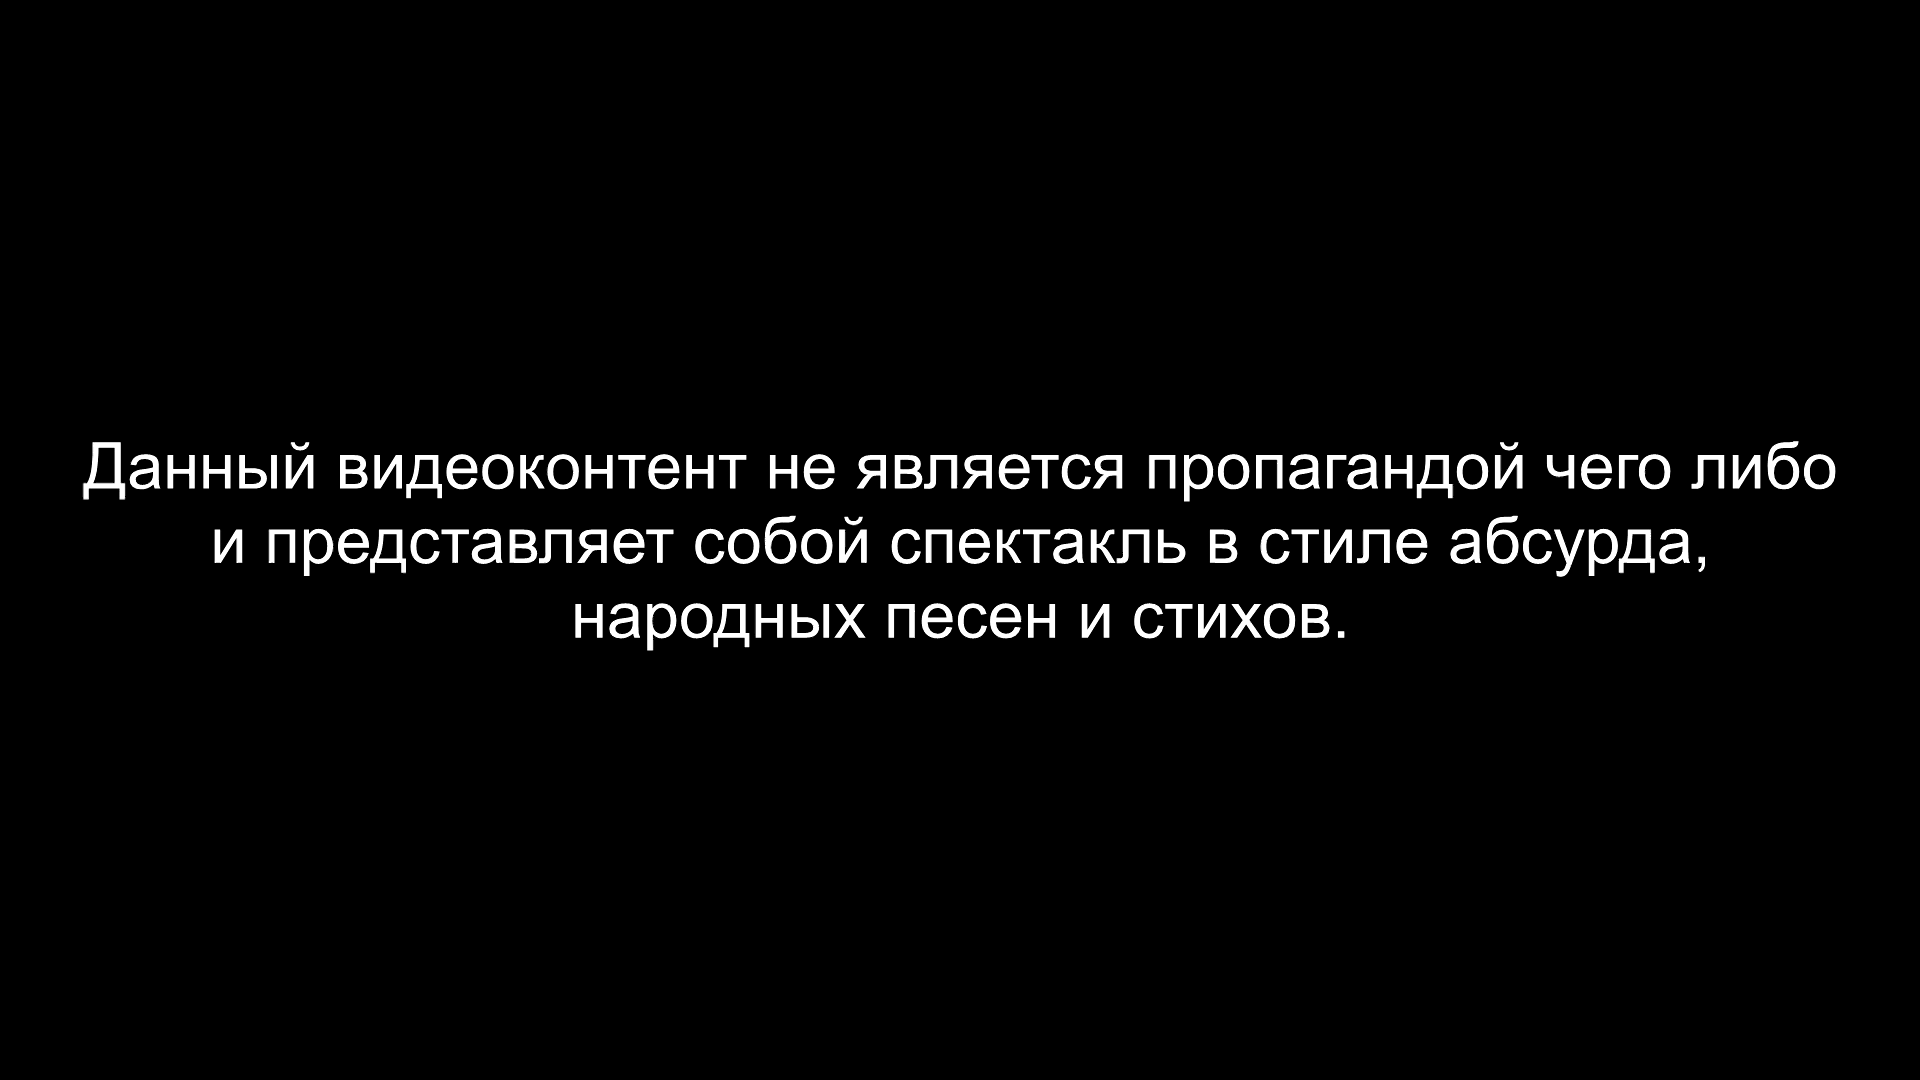 Данный видеоконтент не является пропагандой чего либо
и представляет собой спектакль в стиле абсурда,
народных песен и стихов.